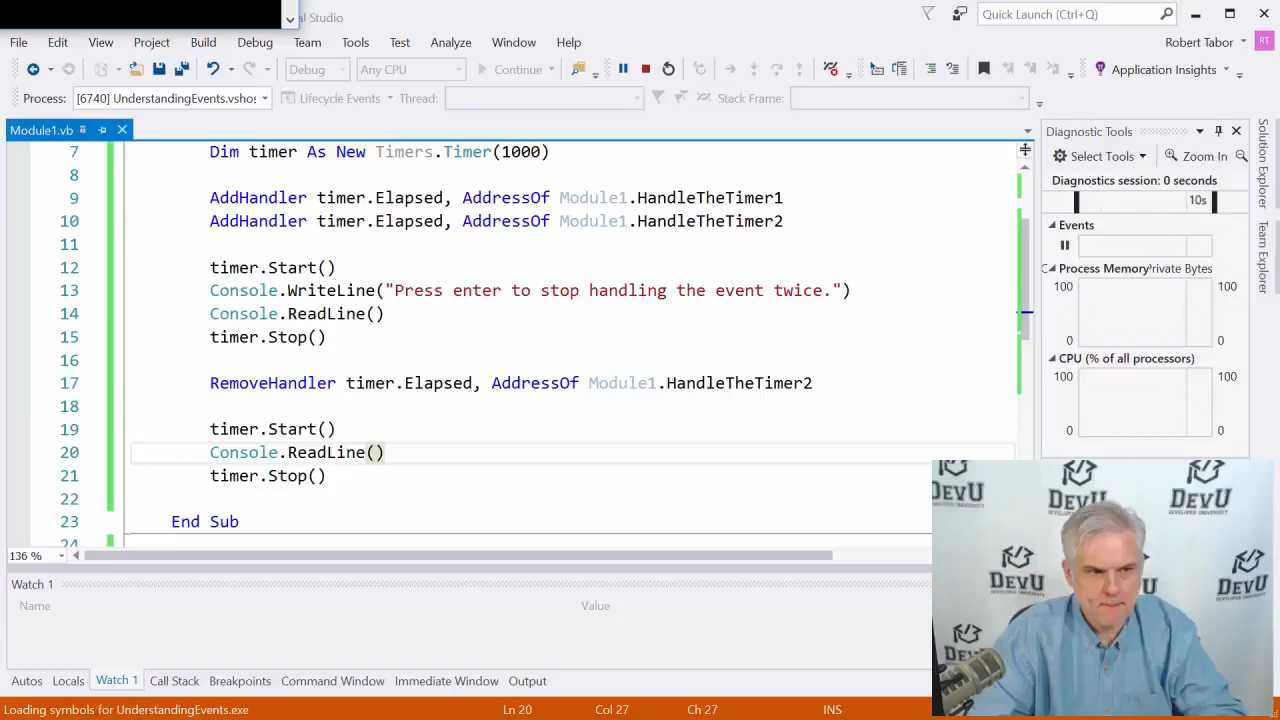 al Studio
Quick Launch (Ctrl+Q)
File Edit View Project Build Debug Team Tools Test Analyze Window Help
Robert Tabor RT
Debug Any CPU Continue Application Insights
Process: [6740] UnderstandingEvents.vshos Lifecycle Events Thread: Stack Frame:
Module1.vb
7 Dim timer As New Timers.Timer(1000)
8
9 AddHandler timer.Elapsed, AddressOf Module1.HandleTheTimer1
10 AddHandler timer.Elapsed, AddressOf Module1.HandleTheTimer2
11
12 timer.Start()
13 Console.WriteLine("Press enter to stop handling the event twice.")
14 Console.ReadLine()
15 timer.Stop()
16
17 RemoveHandler timer.Elapsed, AddressOf Module1.HandleTheTimer2
18
19 timer.Start()
20 Console.ReadLine()
21 timer.Stop()
22
23 End Sub
24
136 %
Diagnostic Tools
Select Tools Zoom In
Diagnostics session: 0 seconds
10s
Events
Process Memory Private Bytes
100 100
0 0
CPU (% of all processors)
100 100
0 0
Solution Explorer
Team Explorer
Watch 1
Name Value
Autos Locals Watch 1 Call Stack Breakpoints Command Window Immediate Window Output
Loading symbols for UnderstandingEvents.exe Ln 20 Col 27 Ch 27 INS
DEVU
DEVU
DEVU
DEVELOPER UNIVERSITY
DEVU
DEVELOPER UNIVERSITY